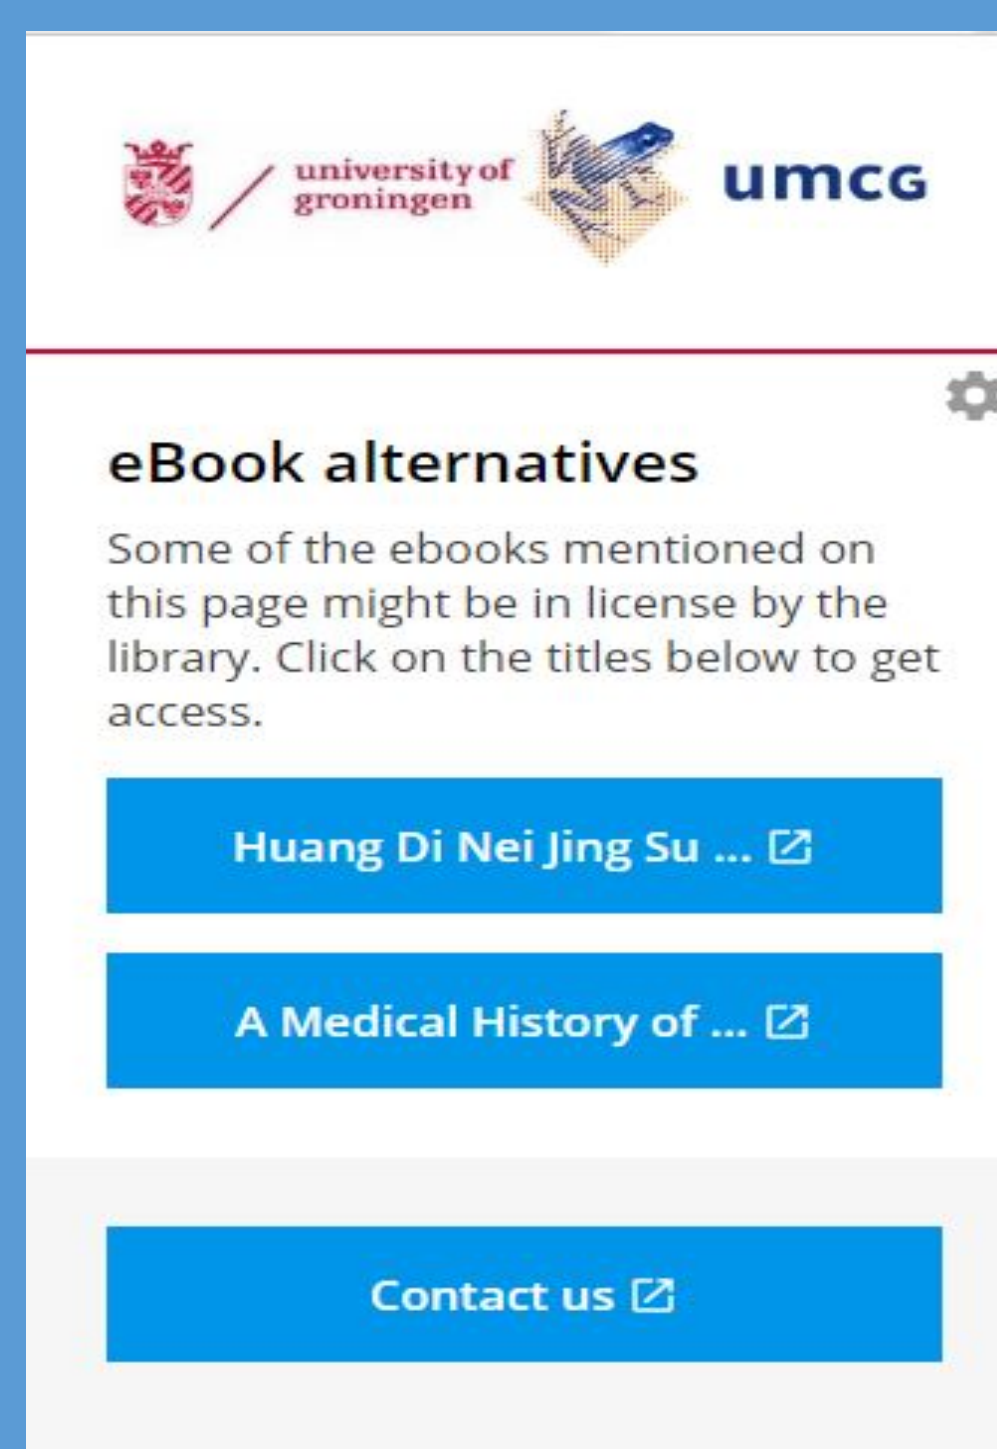 university of
groningen
umcg
eBook alternatives
Some of the ebooks mentioned on
this page might be in license by the
library. Click on the titles below to get
access.
Huang Di Nei Jing Su ...
A Medical History of ...
Contact us